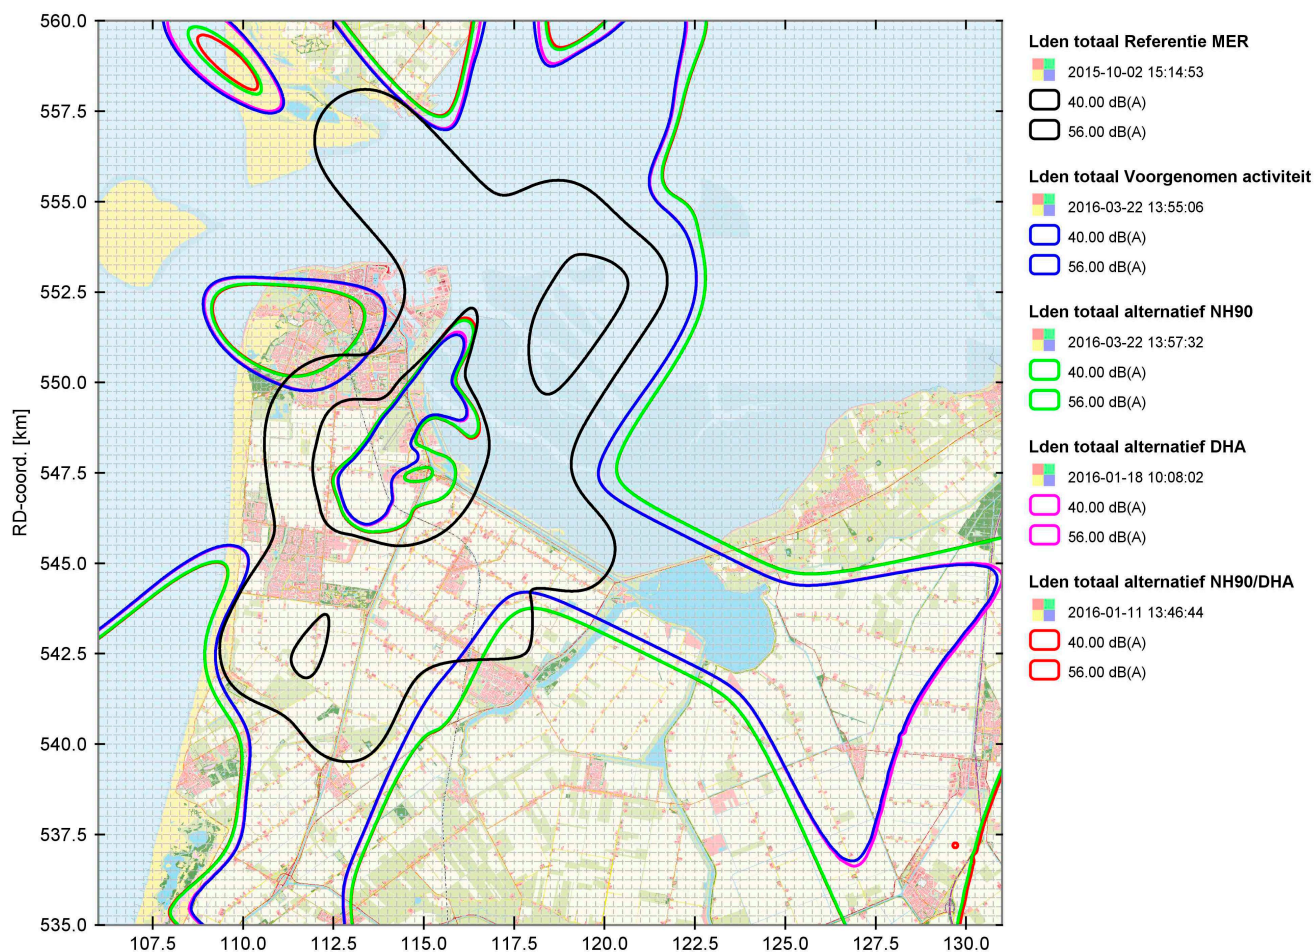 560.0
557.5
555.0
552.5
550.0
547.5
545.0
542.5
540.0
537.5
535.0
RD-coord. [km]
107.5 110.0 112.5 115.0 117.5 120.0 122.5 125.0 127.5 130.0
Lden totaal Referentie MER
2015-10-02 15:14:53
40.00 dB(A)
56.00 dB(A)
Lden totaal Voorgenomen activiteit
2016-03-22 13:55:06
40.00 dB(A)
56.00 dB(A)
Lden totaal alternatief NH90
2016-03-22 13:57:32
40.00 dB(A)
56.00 dB(A)
Lden totaal alternatief DHA
2016-01-18 10:08:02
40.00 dB(A)
56.00 dB(A)
Lden totaal alternatief NH90/DHA
2016-01-11 13:46:44
40.00 dB(A)
56.00 dB(A)